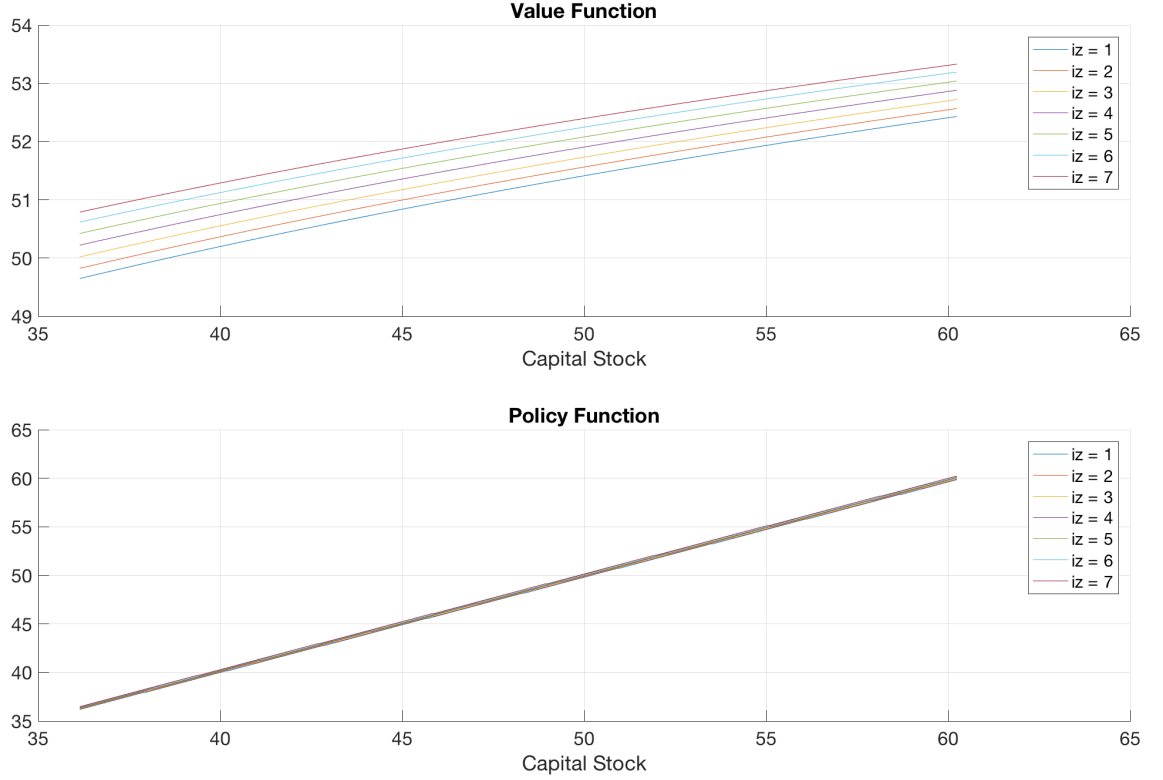 Value Function
54
53
52
51
50
49
35 40 45 50 55 60 65
Capital Stock
iz = 1
iz = 2
iz = 3
iz = 4
iz = 5
iz = 6
iz = 7
Policy Function
65
60
55
50
45
40
35
35 40 45 50 55 60 65
Capital Stock
iz = 1
iz = 2
iz = 3
iz = 4
iz = 5
iz = 6
iz = 7